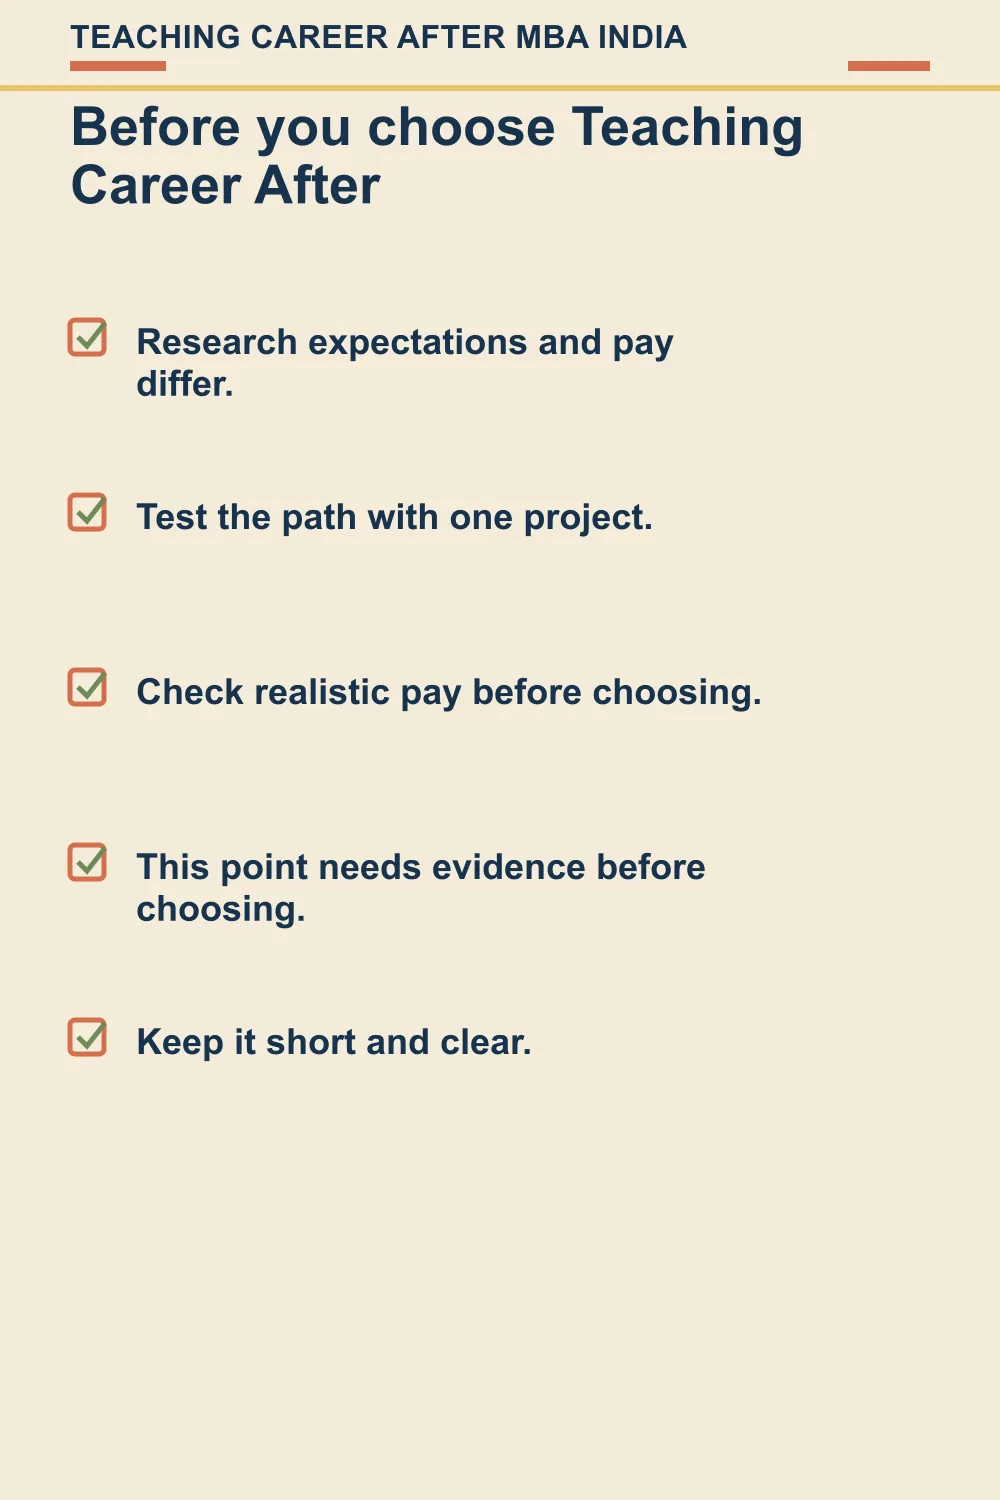 TEACHING CAREER AFTER MBA INDIA
Before you choose Teaching
Career After
Research expectations and pay
differ.
Test the path with one project.
Check realistic pay before choosing.
This point needs evidence before
choosing.
Keep it short and clear.